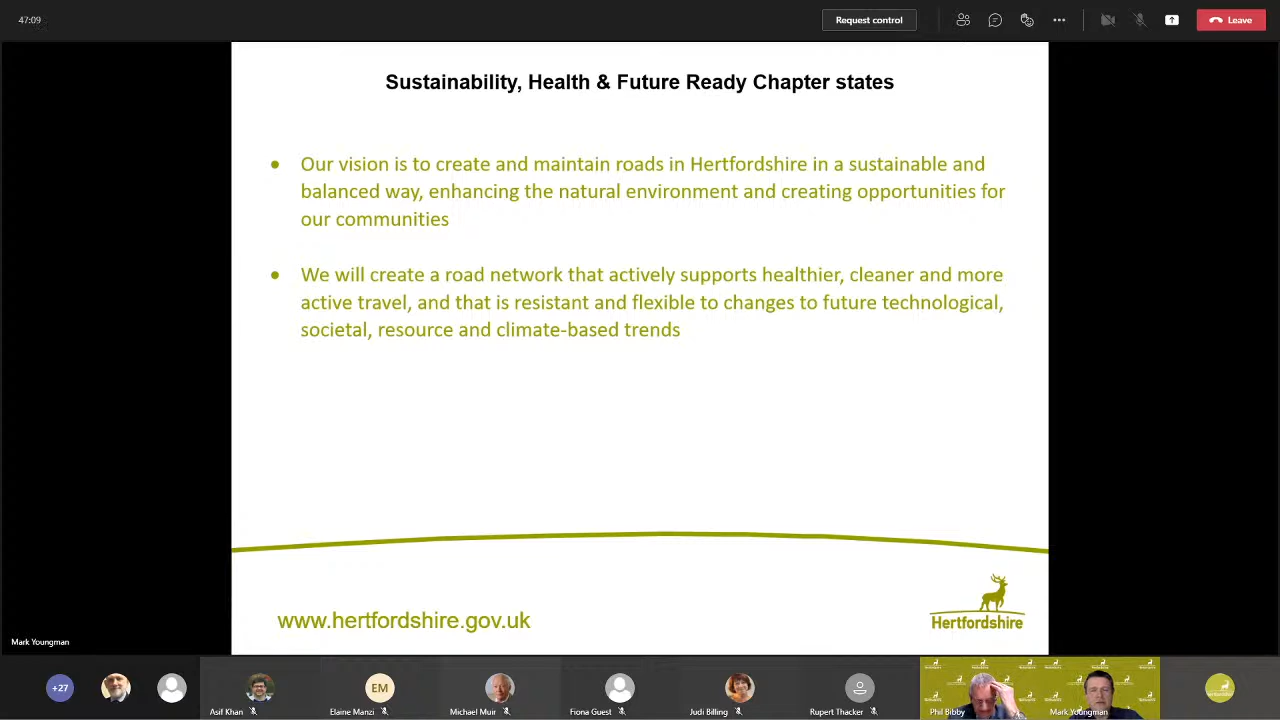 47:09
Request control
Leave
Sustainability, Health & Future Ready Chapter states
• Our vision is to create and maintain roads in Hertfordshire in a sustainable and
balanced way, enhancing the natural environment and creating opportunities for
our communities
• We will create a road network that actively supports healthier, cleaner and more
active travel, and that is resistant and flexible to changes to future technological,
societal, resource and climate-based trends
www.hertfordshire.gov.uk
Hertfordshire
Mark Youngman
+27
EM
Asif Khan
Elaine Manzi
Michael Muir
Fiona Guest
Judi Billing
Rupert Thacker
Phil Bibby
Mark Youngman